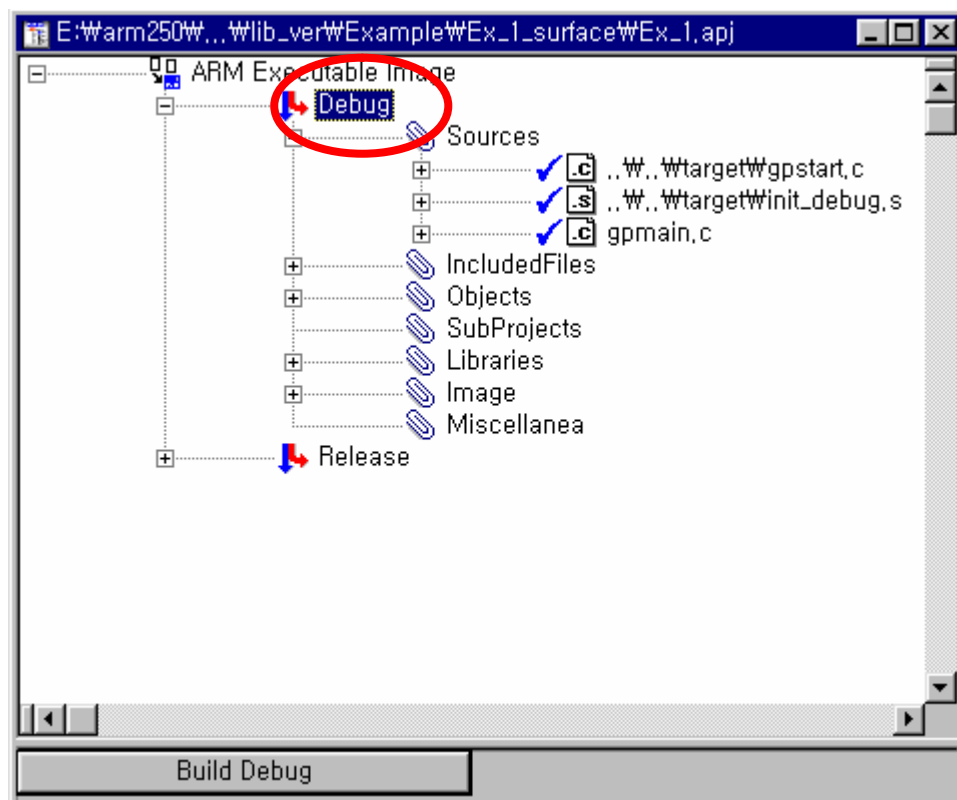 E:₩arm250₩,,,₩lib_ver₩Example₩Ex_1_surface₩Ex_1,apj
ARM Executable Image
Debug
Sources
.c ,,₩,,₩target₩gpstart,c
.s ,,₩,,₩target₩init_debug,s
.c gpmain,c
IncludedFiles
Objects
SubProjects
Libraries
Image
Miscellanea
Release
Build Debug